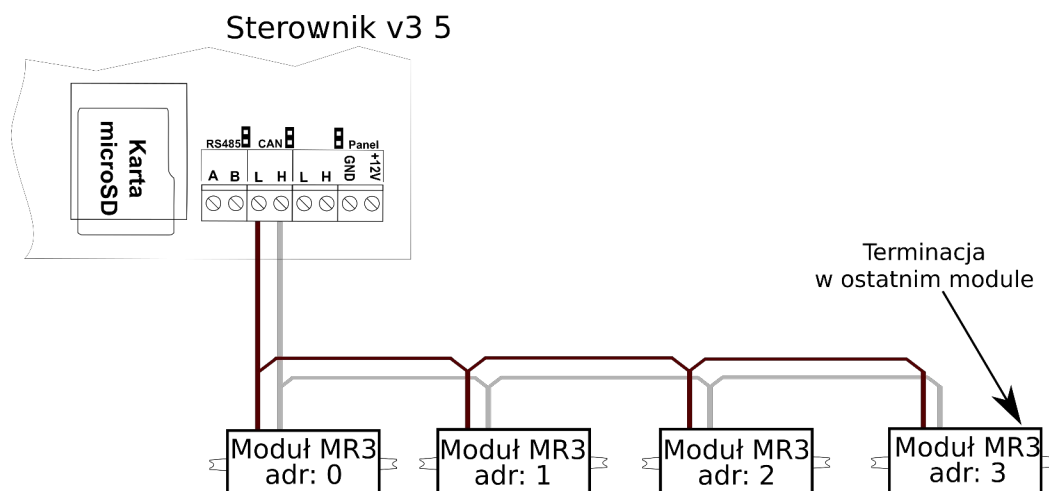 Sterownik v3 5
Karta
microSD
RS485 CAN Panel
A B L H L H GND +12V
Terminacja
w ostatnim module
Moduł MR3
adr: 0
Moduł MR3
adr: 1
Moduł MR3
adr: 2
Moduł MR3
adr: 3